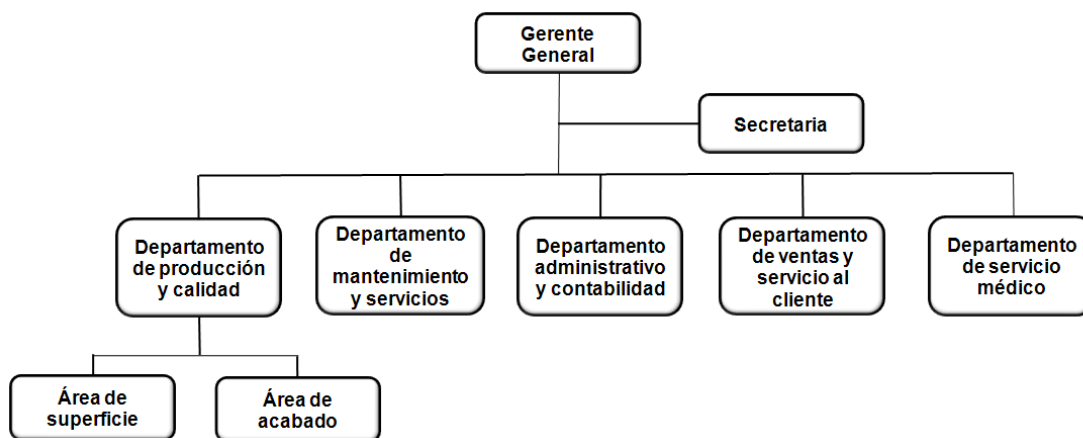 Gerente
General
Secretaria
Departamento
de producción
y calidad
Departamento
de
mantenimiento
y servicios
Departamento
administrativo
y contabilidad
Departamento
de ventas y
servicio al
cliente
Departamento
de servicio
médico
Área de
superficie
Área de
acabado